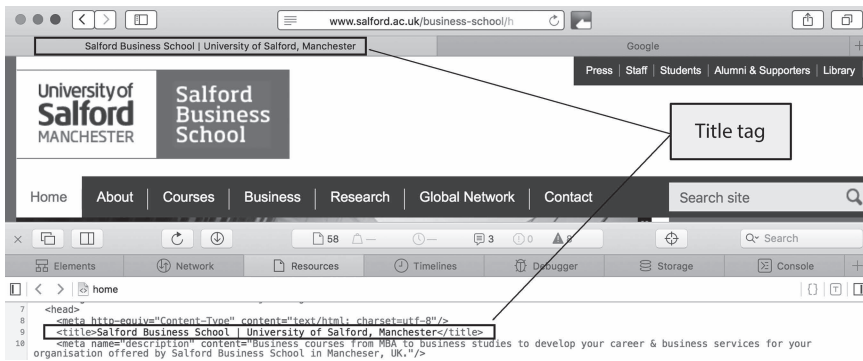 www.salford.ac.uk/business-school/h
Salford Business School | University of Salford, Manchester
Google
Press | Staff | Students | Alumni & Supporters | Library
University of
Salford
MANCHESTER
Salford
Business
School
Title tag
Home | About | Courses | Business | Research | Global Network | Contact
Search site
58 — — 3 0 8
Search
Elements Network Resources Timelines Debugger Storage Console
home
7 <head>
8 <meta http-equiv="Content-Type" content="text/html; charset=utf-8"/>
9 <title>Salford Business School | University of Salford, Manchester</title>
10 <meta name="description" content="Business courses from MBA to business studies to develop your career & business services for your
organisation offered by Salford Business School in Mancheser, UK."/>